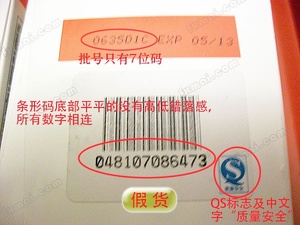 0635D1C EXP 05/13
批号只有7位码
条形码底部平平的没有高低错落感,
所有数字相连
048107086473
假货
QS标志及中文
字“质量安全”